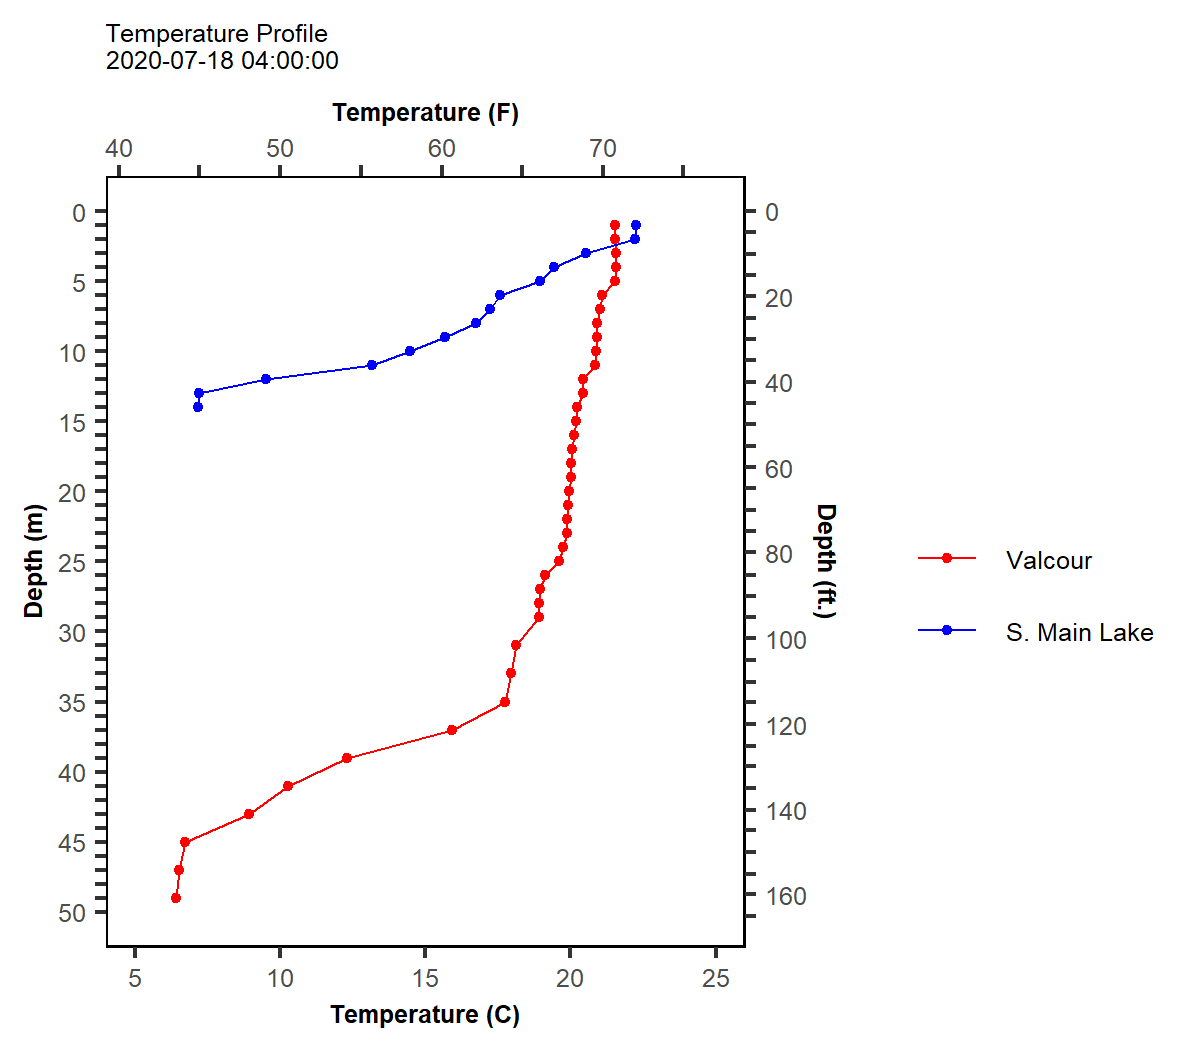 Temperature Profile
2020-07-18 04:00:00
Temperature (F)
40 50 60 70
0
5
10
15
20
25
30
35
40
45
50
Depth (m)
0
20
40
60
80
100
120
140
160
Depth (ft.)
Valcour
S. Main Lake
5 10 15 20 25
Temperature (C)